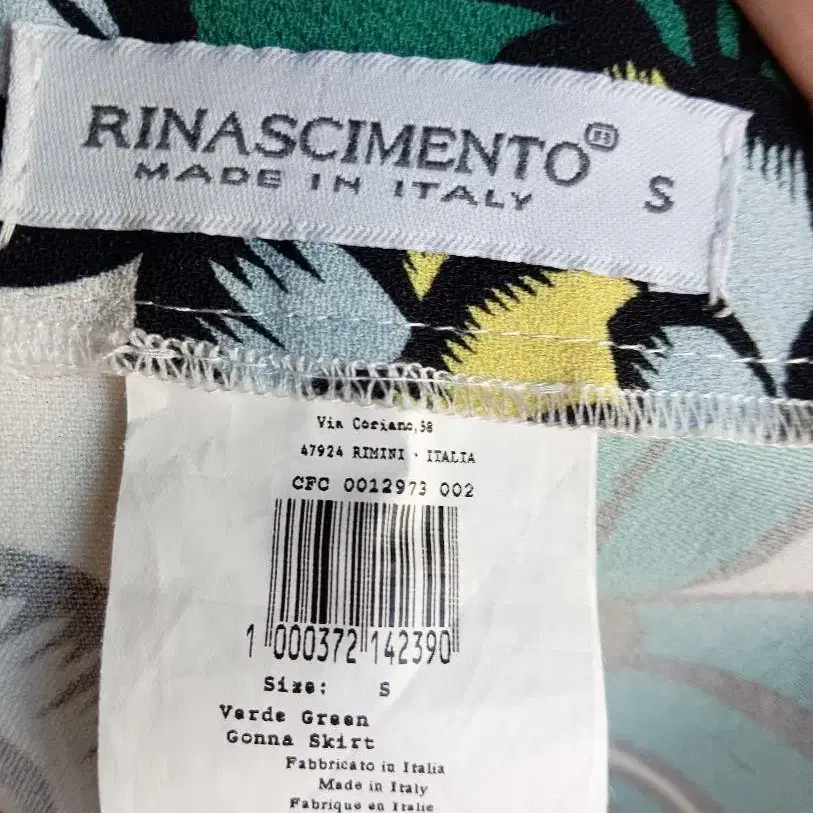 RINASCIMENTO
MADE IN ITALY
S
Via Coriano,58
47924 RIMINI · ITALIA
CFC 0012973 002
1 000372 142390
Size: S
Verde Green
Gonna Skirt
Fabbricato in Italia
Made in Italy
Fabrique en Italie